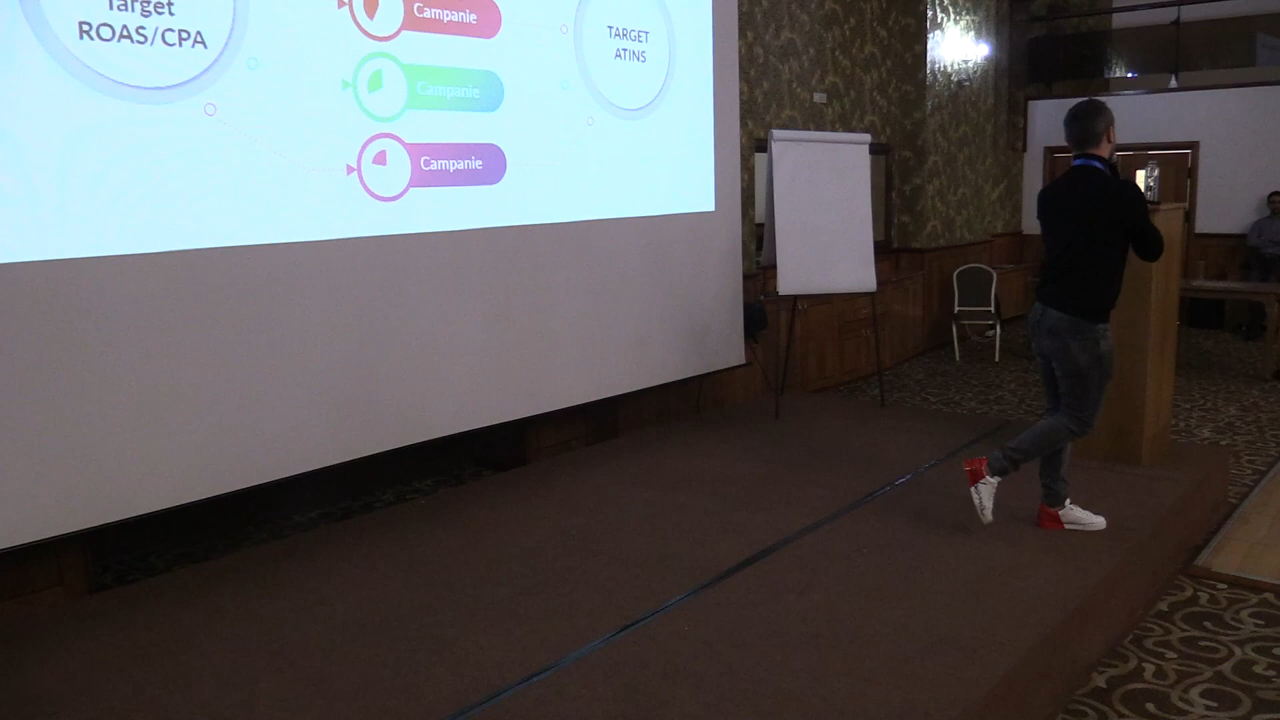 Target
ROAS/CPA
Campanie
Campanie
Campanie
TARGET
ATINS